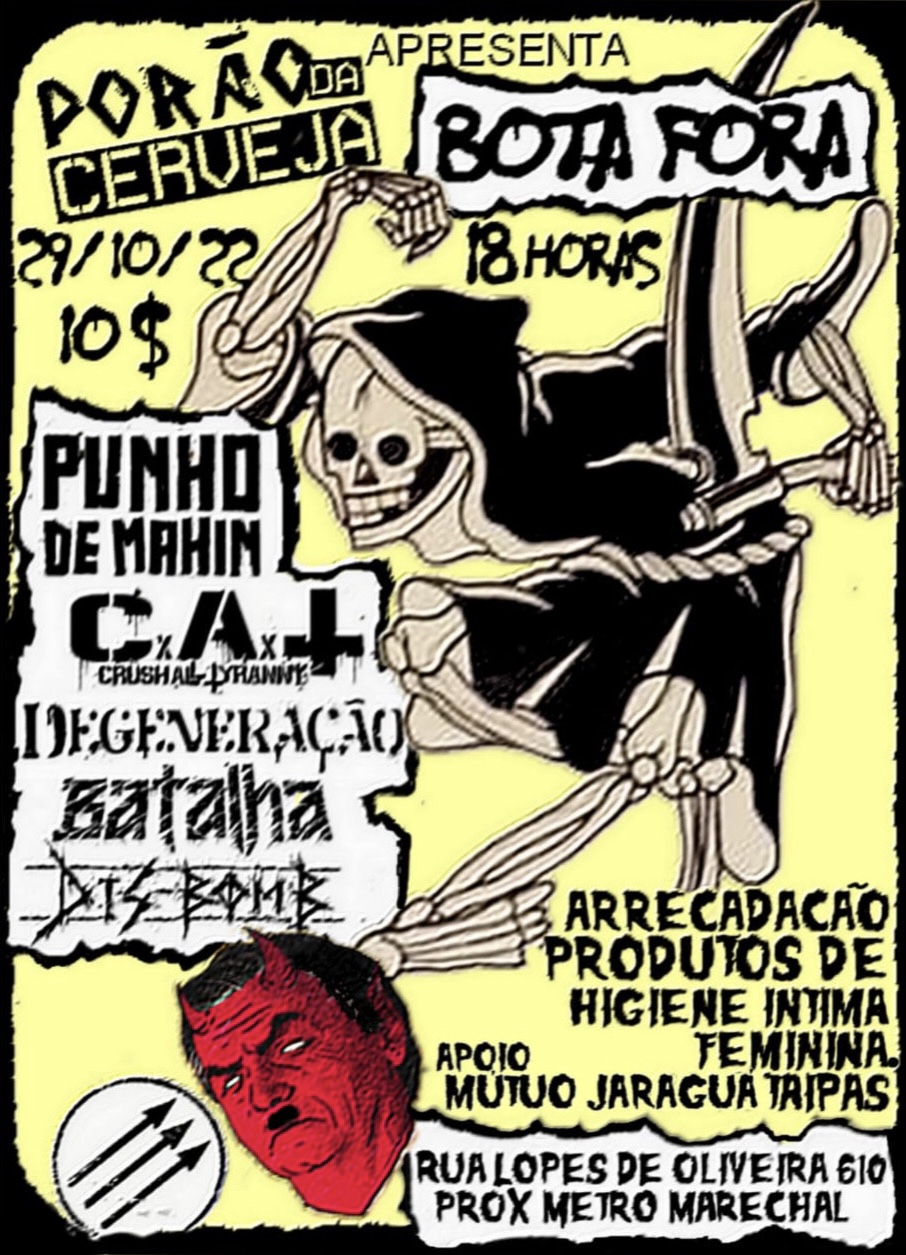 APRESENTA
PORÃO DA
CERVEJA
BOTA FORA
29/10/22
18 HORAS
10$
PUNHO
DE MAHIN
CxAxT
CRUSH ALL TYRANNY
DEGENERAÇÃO
Batalha
DIS-BOMB
ARRECADACÃO
PRODUTOS DE
HIGIENE INTIMA
FEMININA.
APOIO
MÚTUO JARAGUA TAIPAS
RUA LOPES DE OLIVEIRA 610
PROX METRO MARECHAL